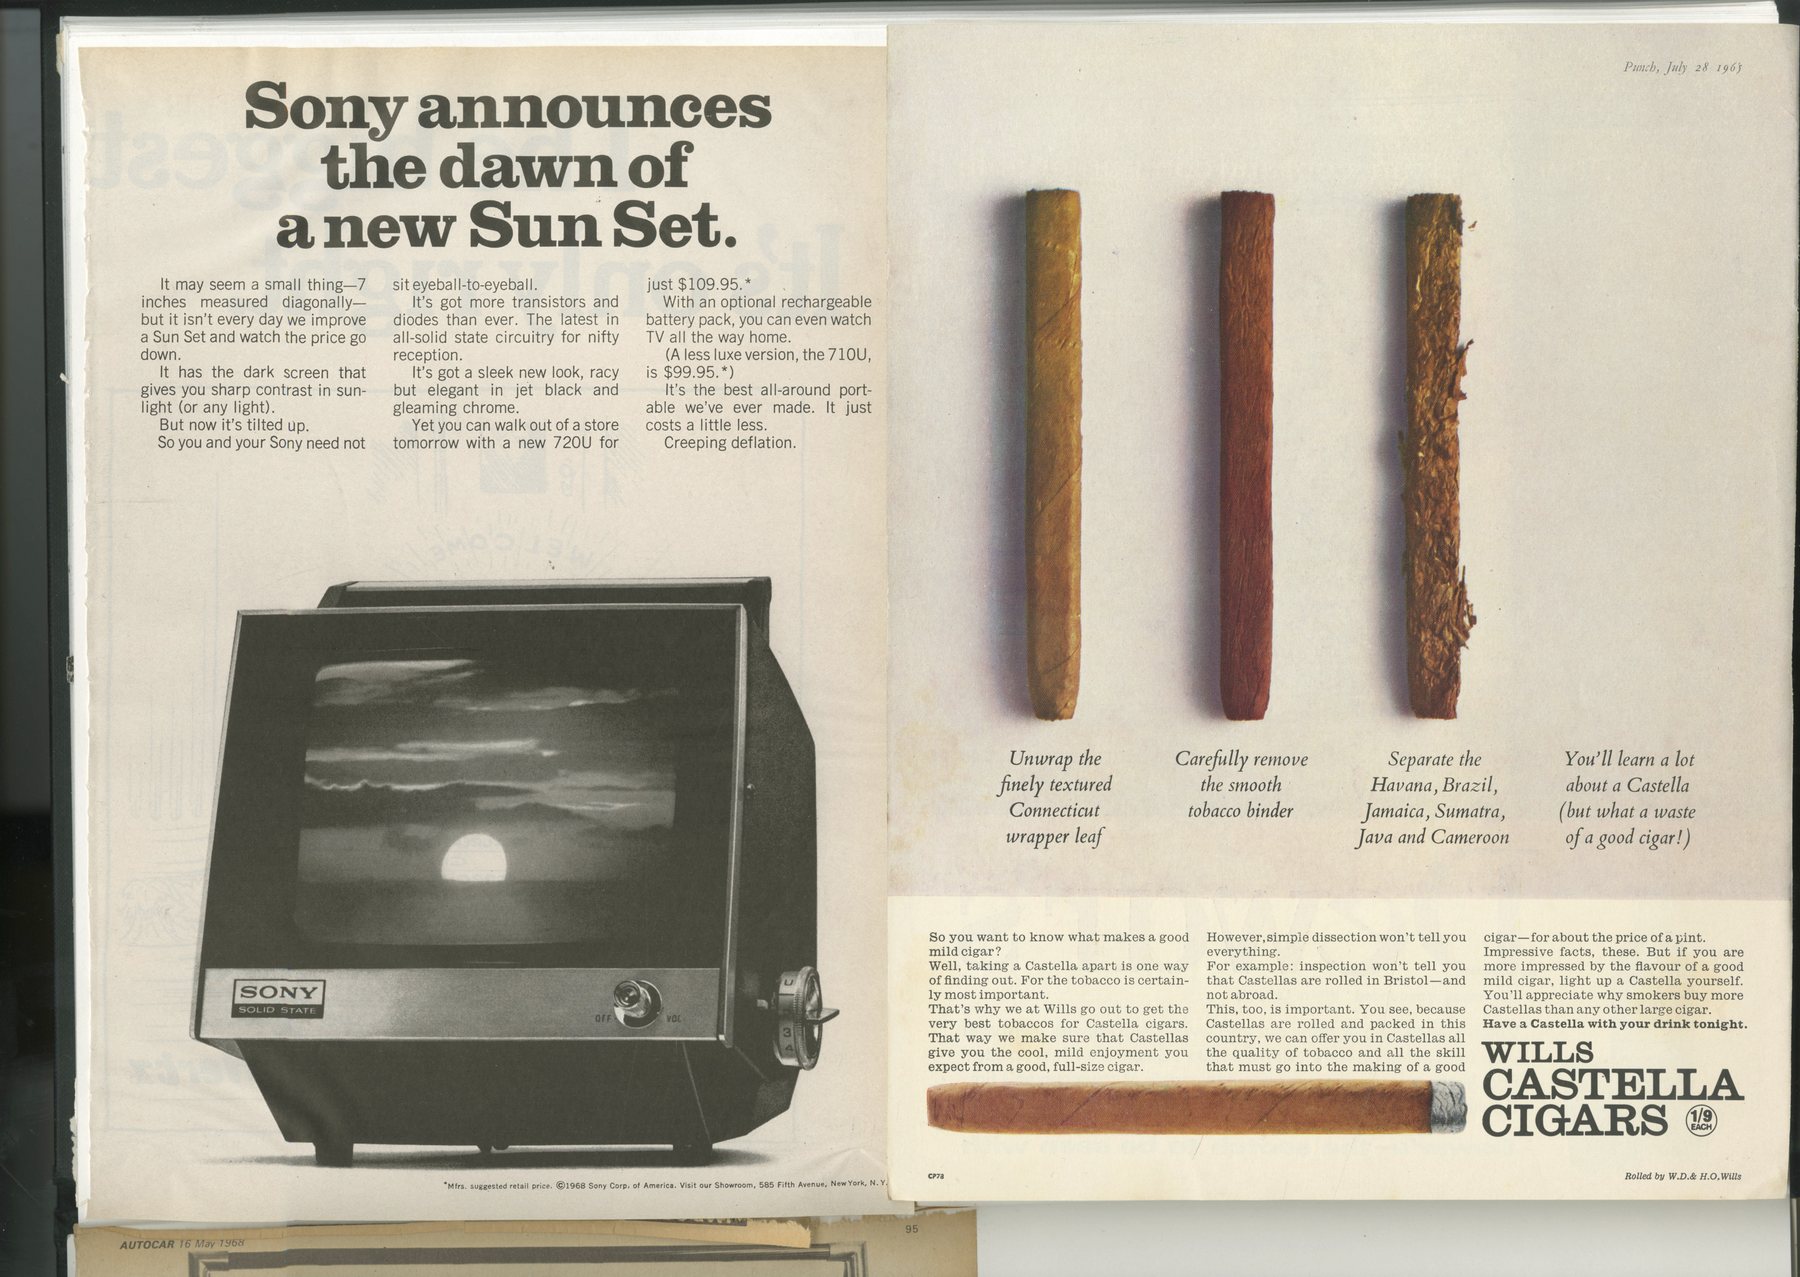 Sony announces
the dawn of
a new Sun Set.
It may seem a small thing—7
inches measured diagonally—
but it isn't every day we improve
a Sun Set and watch the price go
down.
It has the dark screen that
gives you sharp contrast in sun-
light (or any light).
But now it's tilted up.
So you and your Sony need not
sit eyeball-to-eyeball.
It's got more transistors and
diodes than ever. The latest in
all-solid state circuitry for nifty
reception.
It's got a sleek new look, racy
but elegant in jet black and
gleaming chrome.
Yet you can walk out of a store
tomorrow with a new 720U for
just $109.95.*
With an optional rechargeable
battery pack, you can even watch
TV all the way home.
(A less luxe version, the 710U,
is $99.95.*)
It's the best all-around port-
able we've ever made. It just
costs a little less.
Creeping deflation.
SONY
SOLID STATE
OFF VOL
U
3
4
*Mfrs. suggested retail price. ©1968 Sony Corp. of America. Visit our Showroom, 585 Fifth Avenue, New York, N.Y.
95
AUTOCAR 16 May 1968
Punch, July 28 1965
Unwrap the
finely textured
Connecticut
wrapper leaf
Carefully remove
the smooth
tobacco binder
Separate the
Havana, Brazil,
Jamaica, Sumatra,
Java and Cameroon
You'll learn a lot
about a Castella
(but what a waste
of a good cigar!)
So you want to know what makes a good
mild cigar?
Well, taking a Castella apart is one way
of finding out. For the tobacco is certain-
ly most important.
That's why we at Wills go out to get the
very best tobaccos for Castella cigars.
That way we make sure that Castellas
give you the cool, mild enjoyment you
expect from a good, full-size cigar.
However, simple dissection won't tell you
everything.
For example: inspection won't tell you
that Castellas are rolled in Bristol—and
not abroad.
This, too, is important. You see, because
Castellas are rolled and packed in this
country, we can offer you in Castellas all
the quality of tobacco and all the skill
that must go into the making of a good
cigar—for about the price of a pint.
Impressive facts, these. But if you are
more impressed by the flavour of a good
mild cigar, light up a Castella yourself.
You'll appreciate why smokers buy more
Castellas than any other large cigar.
Have a Castella with your drink tonight.
WILLS
CASTELLA
CIGARS 1/9 EACH
CP78
Rolled by W.D.& H.O.Wills